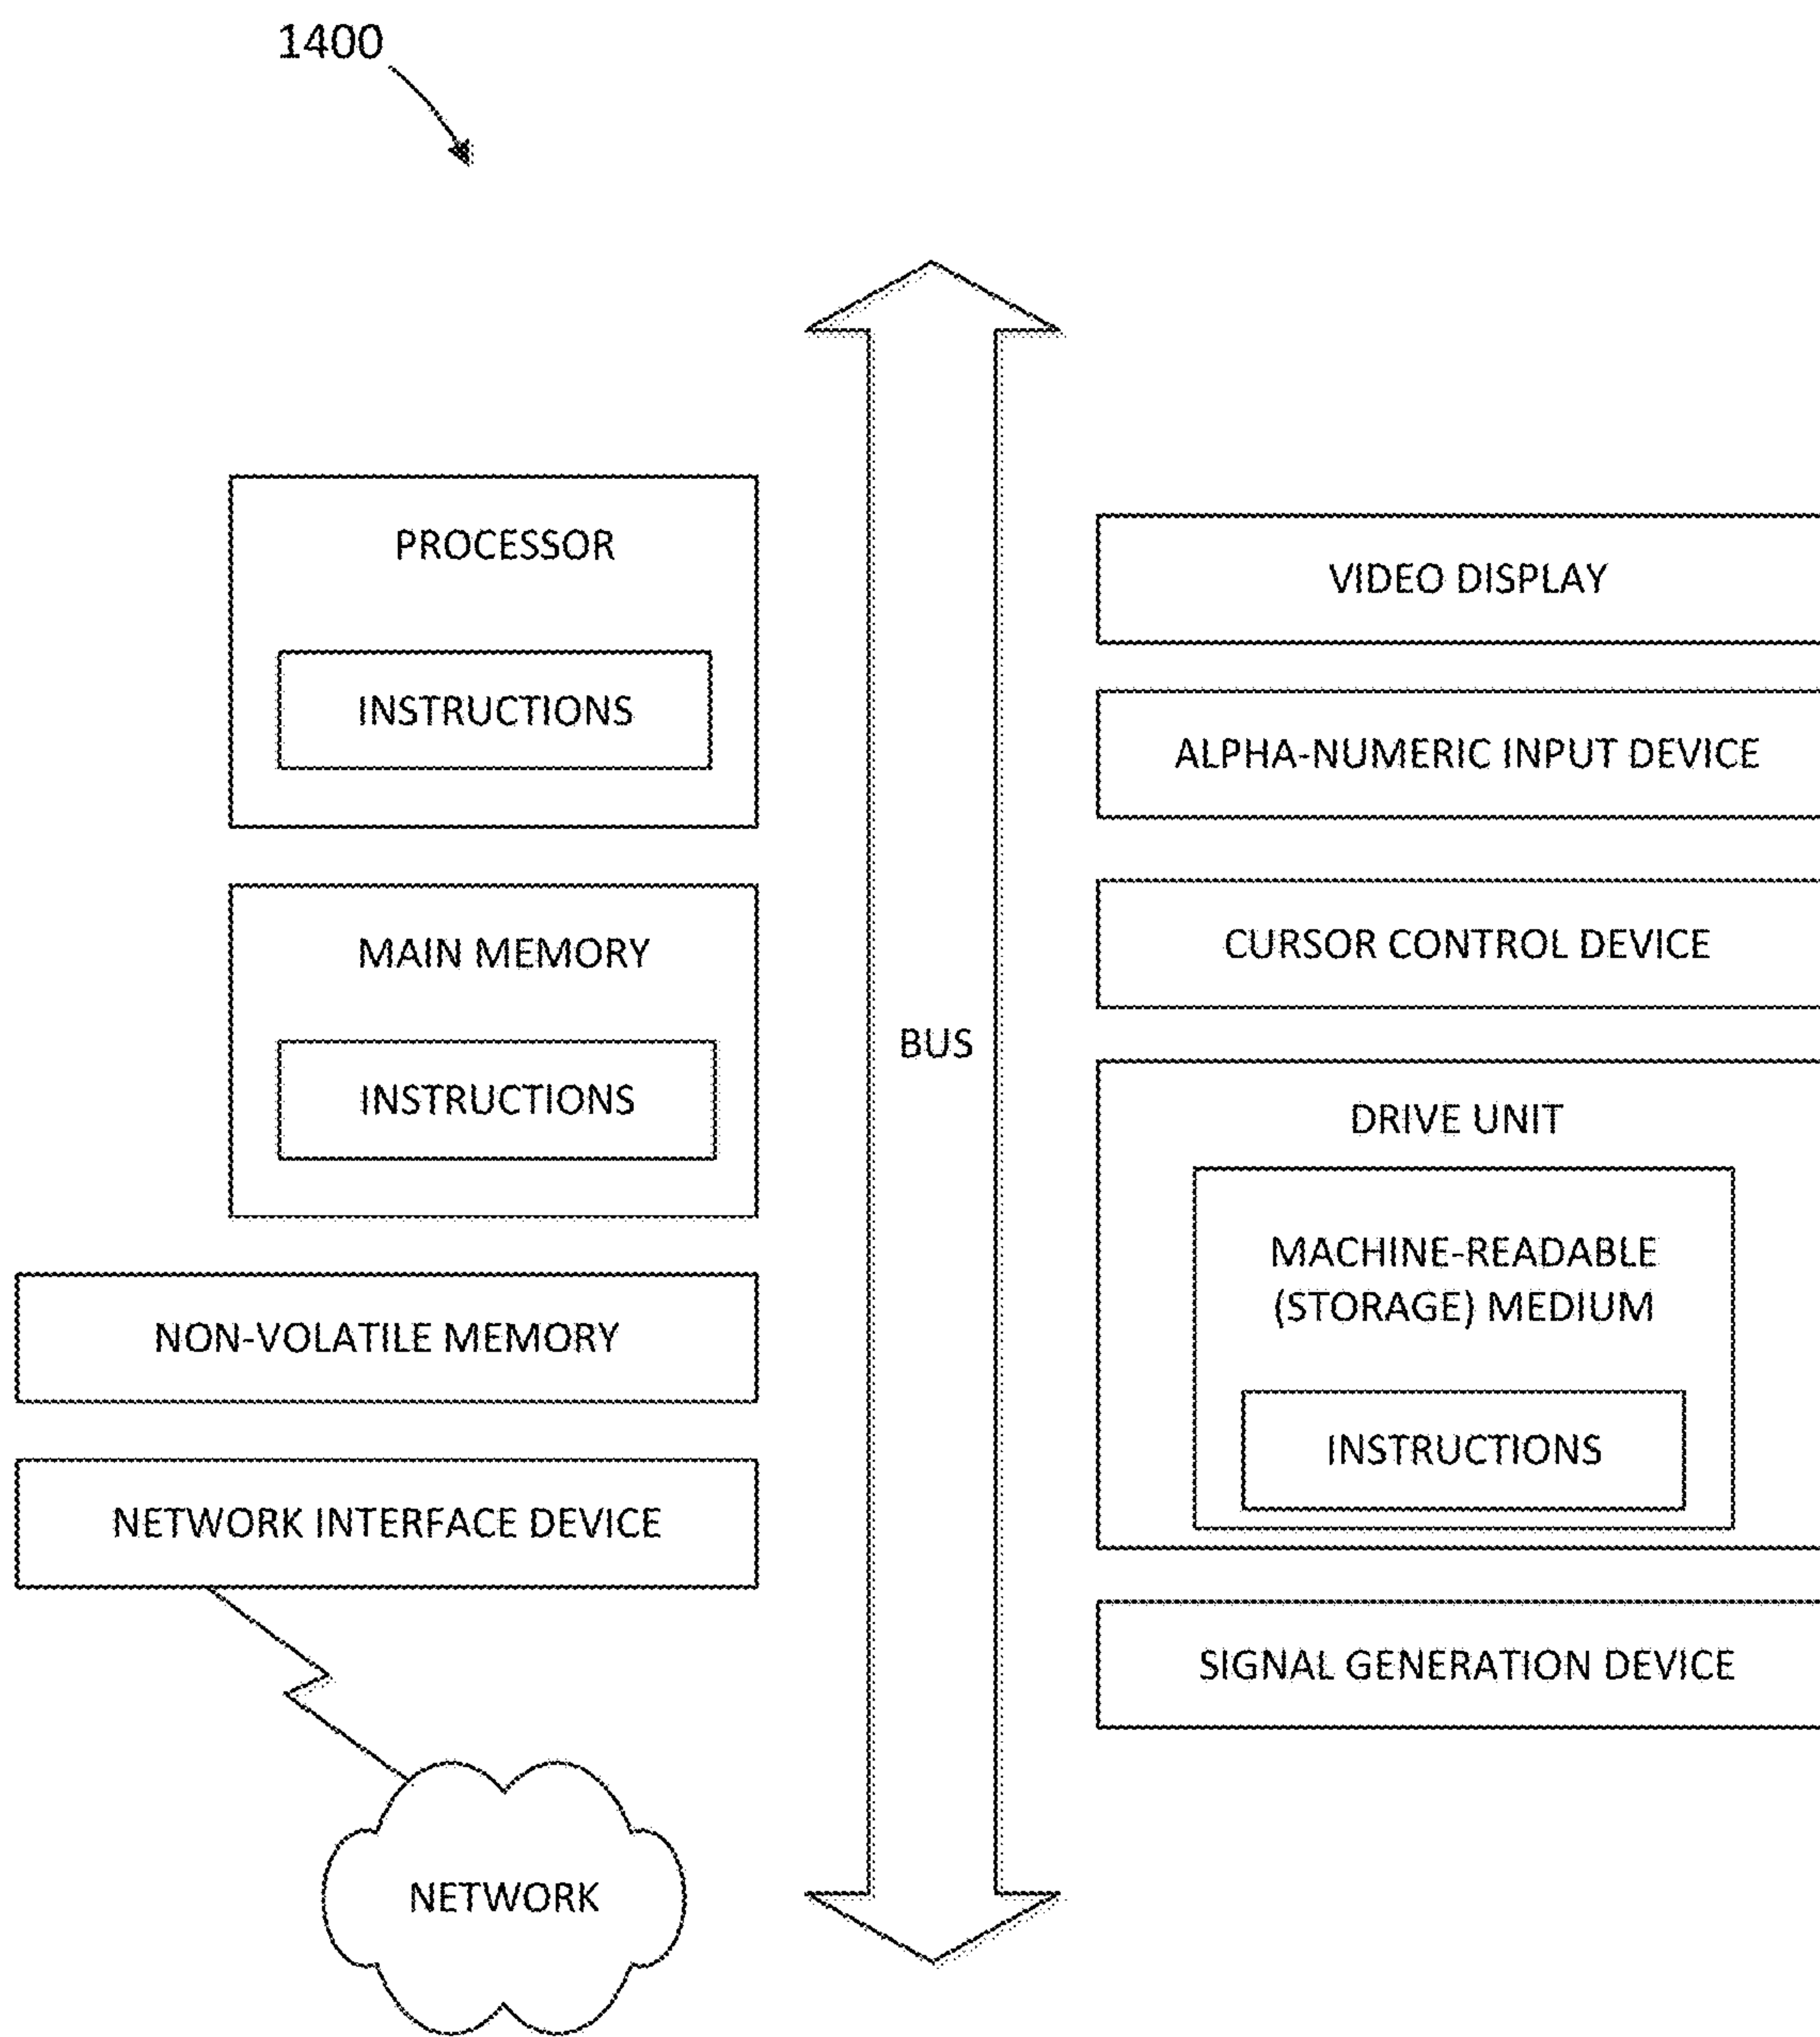 1400
PROCESSOR
INSTRUCTIONS
MAIN MEMORY
INSTRUCTIONS
NON-VOLATILE MEMORY
NETWORK INTERFACE DEVICE
NETWORK
BUS
VIDEO DISPLAY
ALPHA-NUMERIC INPUT DEVICE
CURSOR CONTROL DEVICE
DRIVE UNIT
MACHINE-READABLE
(STORAGE) MEDIUM
INSTRUCTIONS
SIGNAL GENERATION DEVICE